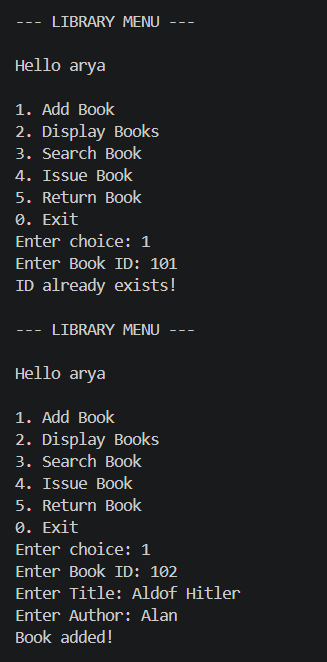 --- LIBRARY MENU ---
Hello arya
1. Add Book
2. Display Books
3. Search Book
4. Issue Book
5. Return Book
0. Exit
Enter choice: 1
Enter Book ID: 101
ID already exists!
--- LIBRARY MENU ---
Hello arya
1. Add Book
2. Display Books
3. Search Book
4. Issue Book
5. Return Book
0. Exit
Enter choice: 1
Enter Book ID: 102
Enter Title: Aldof Hitler
Enter Author: Alan
Book added!